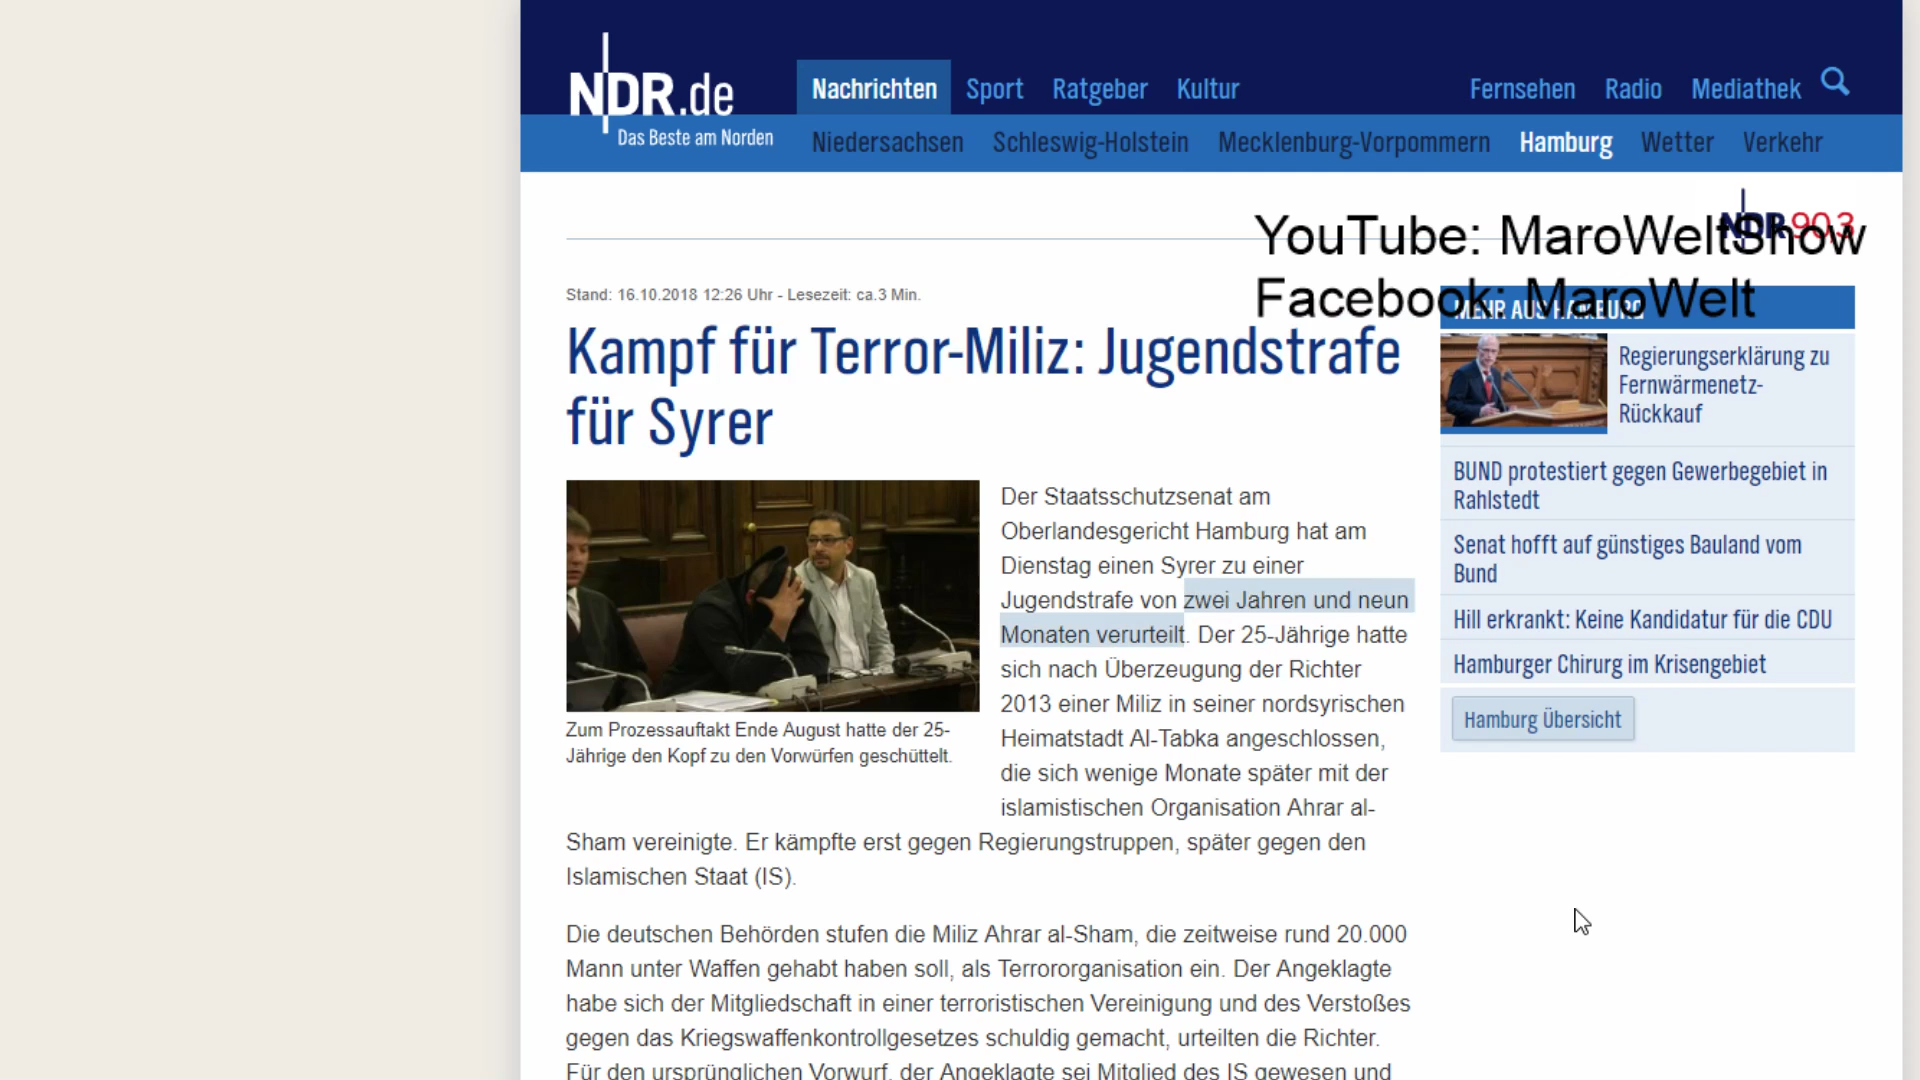 NDR.de
Das Beste am Norden
Nachrichten Sport Ratgeber Kultur
Fernsehen Radio Mediathek
Niedersachsen Schleswig-Holstein Mecklenburg-Vorpommern Hamburg Wetter Verkehr
NDR 90,3
YouTube: MaroWeltShow
Facebook: MaroWelt
Stand: 16.10.2018 12:26 Uhr - Lesezeit: ca.3 Min.
Kampf für Terror-Miliz: Jugendstrafe
für Syrer
Der Staatsschutzsenat am
Oberlandesgericht Hamburg hat am
Dienstag einen Syrer zu einer
Jugendstrafe von zwei Jahren und neun
Monaten verurteilt. Der 25-Jährige hatte
sich nach Überzeugung der Richter
2013 einer Miliz in seiner nordsyrischen
Heimatstadt Al-Tabka angeschlossen,
die sich wenige Monate später mit der
islamistischen Organisation Ahrar al-
Sham vereinigte. Er kämpfte erst gegen Regierungstruppen, später gegen den
Islamischen Staat (IS).
Zum Prozessauftakt Ende August hatte der 25-
Jährige den Kopf zu den Vorwürfen geschüttelt.
Die deutschen Behörden stufen die Miliz Ahrar al-Sham, die zeitweise rund 20.000
Mann unter Waffen gehabt haben soll, als Terrororganisation ein. Der Angeklagte
habe sich der Mitgliedschaft in einer terroristischen Vereinigung und des Verstoßes
gegen das Kriegswaffenkontrollgesetzes schuldig gemacht, urteilten die Richter.
Für den ursprünglichen Vorwurf, der Angeklagte sei Mitglied des IS gewesen und
MEHR AUS HAMBURG
Regierungserklärung zu
Fernwärmenetz-
Rückkauf
BUND protestiert gegen Gewerbegebiet in
Rahlstedt
Senat hofft auf günstiges Bauland vom
Bund
Hill erkrankt: Keine Kandidatur für die CDU
Hamburger Chirurg im Krisengebiet
Hamburg Übersicht